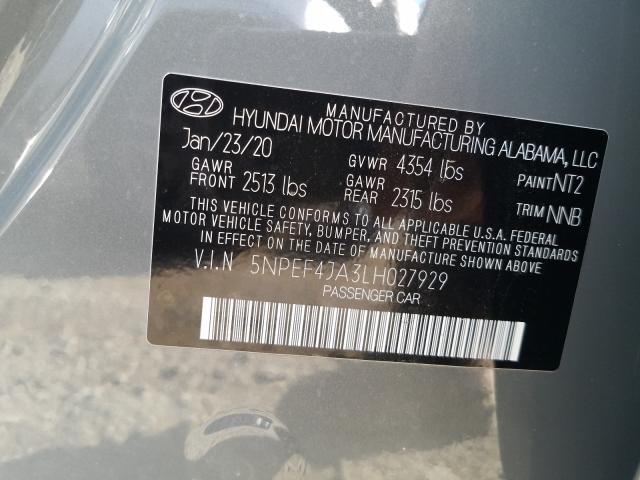 MANUFACTURED BY
HYUNDAI MOTOR MANUFACTURING ALABAMA, LLC
Jan/23/20 GVWR 4354 lbs PAINT NT2
GAWR FRONT 2513 lbs GAWR REAR 2315 lbs TRIM NNB
THIS VEHICLE CONFORMS TO ALL APPLICABLE U.S.A. FEDERAL
MOTOR VEHICLE SAFETY, BUMPER, AND THEFT PREVENTION STANDARDS
IN EFFECT ON THE DATE OF MANUFACTURE SHOWN ABOVE
V.I.N 5NPEF4JA3LH027929
PASSENGER CAR